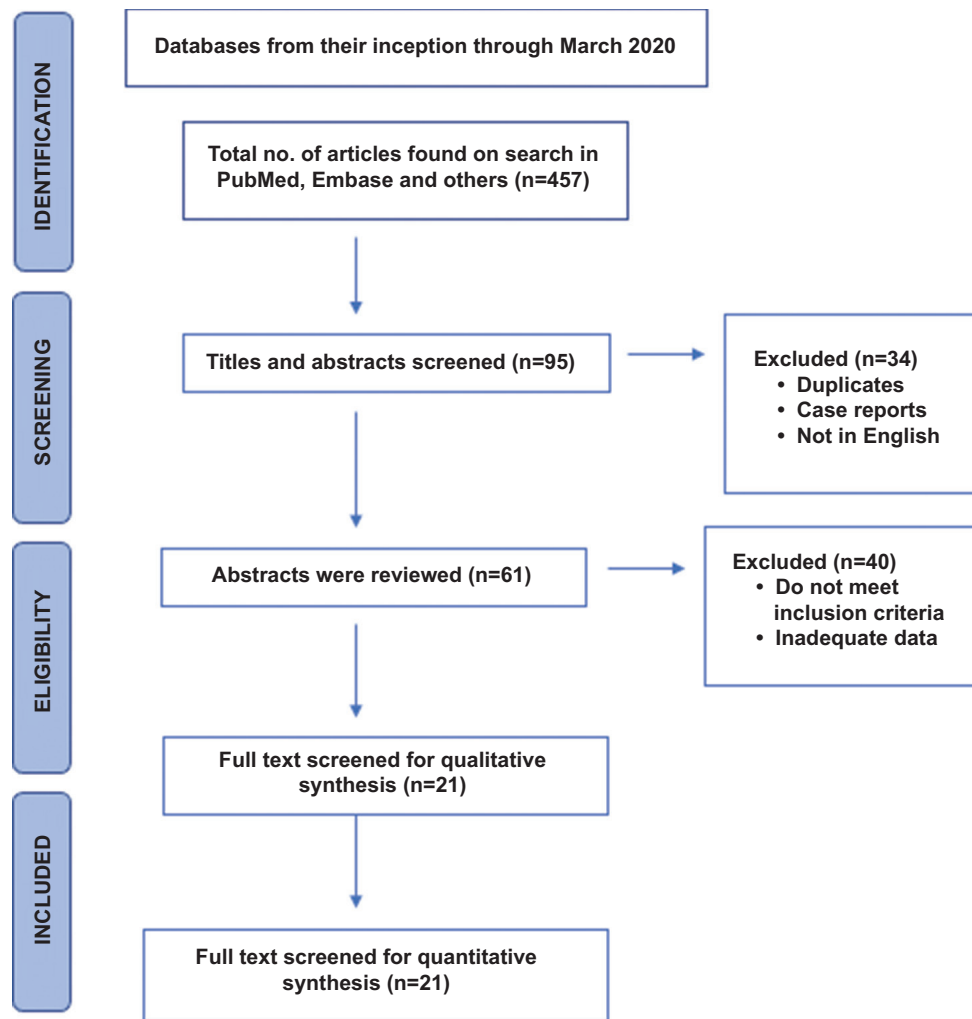 IDENTIFICATION
Databases from their inception through March 2020
Total no. of articles found on search in
PubMed, Embase and others (n=457)
SCREENING
Titles and abstracts screened (n=95)
Excluded (n=34)
• Duplicates
• Case reports
• Not in English
ELIGIBILITY
Abstracts were reviewed (n=61)
Excluded (n=40)
• Do not meet
inclusion criteria
• Inadequate data
Full text screened for qualitative
synthesis (n=21)
INCLUDED
Full text screened for quantitative
synthesis (n=21)